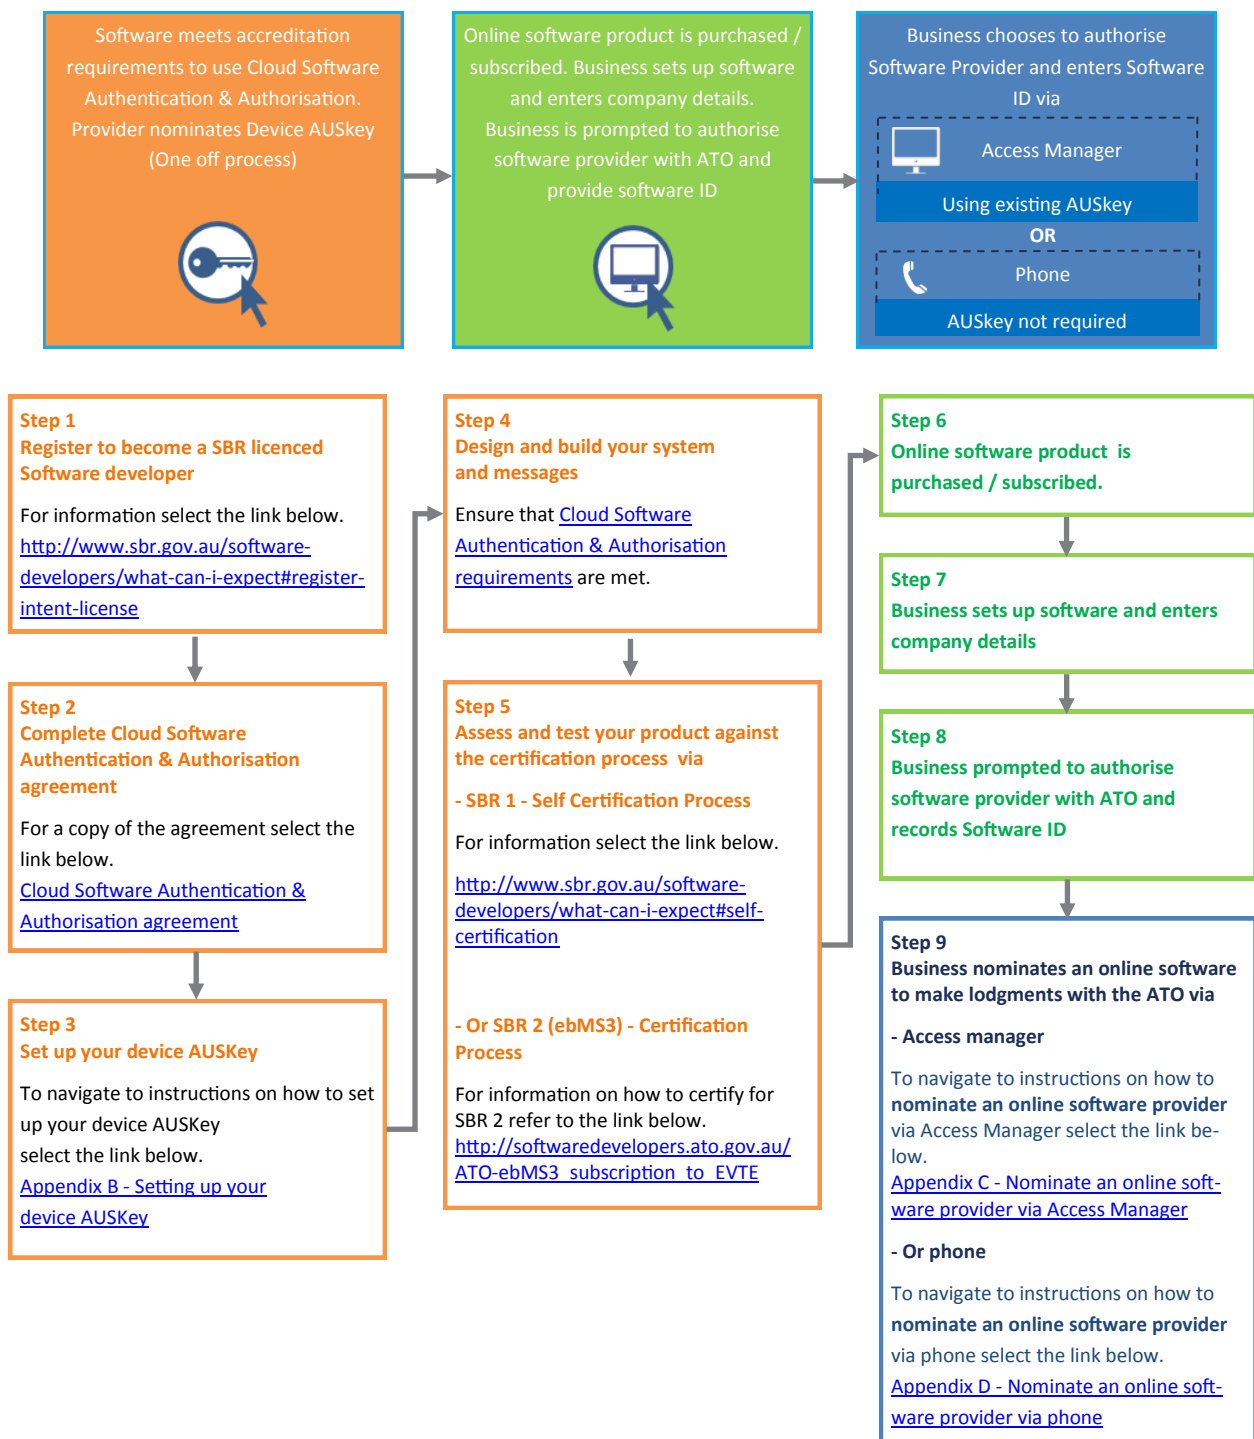 Software meets accreditation
requirements to use Cloud Software
Authentication & Authorisation.
Provider nominates Device AUSkey
(One off process)
Online software product is purchased /
subscribed. Business sets up software
and enters company details.
Business is prompted to authorise
software provider with ATO and
provide software ID
Business chooses to authorise
Software Provider and enters Software
ID via
Access Manager
Using existing AUSkey
OR
Phone
AUSkey not required
Step 1
Register to become a SBR licenced
Software developer
For information select the link below.
http://www.sbr.gov.au/software-
developers/what-can-i-expect#register-
intent-license
Step 2
Complete Cloud Software
Authentication & Authorisation
agreement
For a copy of the agreement select the
link below.
Cloud Software Authentication &
Authorisation agreement
Step 3
Set up your device AUSKey
To navigate to instructions on how to set
up your device AUSKey
select the link below.
Appendix B - Setting up your
device AUSKey
Step 4
Design and build your system
and messages
Ensure that Cloud Software
Authentication & Authorisation
requirements are met.
Step 5
Assess and test your product against
the certification process via
- SBR 1 - Self Certification Process
For information select the link below.
http://www.sbr.gov.au/software-
developers/what-can-i-expect#self-
certification
- Or SBR 2 (ebMS3) - Certification
Process
For information on how to certify for
SBR 2 refer to the link below.
http://softwaredevelopers.ato.gov.au/
ATO-ebMS3_subscription_to_EVTE
Step 6
Online software product is
purchased / subscribed.
Step 7
Business sets up software and enters
company details
Step 8
Business prompted to authorise
software provider with ATO and
records Software ID
Step 9
Business nominates an online software
to make lodgments with the ATO via
- Access manager
To navigate to instructions on how to
nominate an online software provider
via Access Manager select the link be-
low.
Appendix C - Nominate an online soft-
ware provider via Access Manager
- Or phone
To navigate to instructions on how to
nominate an online software provider
via phone select the link below.
Appendix D - Nominate an online soft-
ware provider via phone